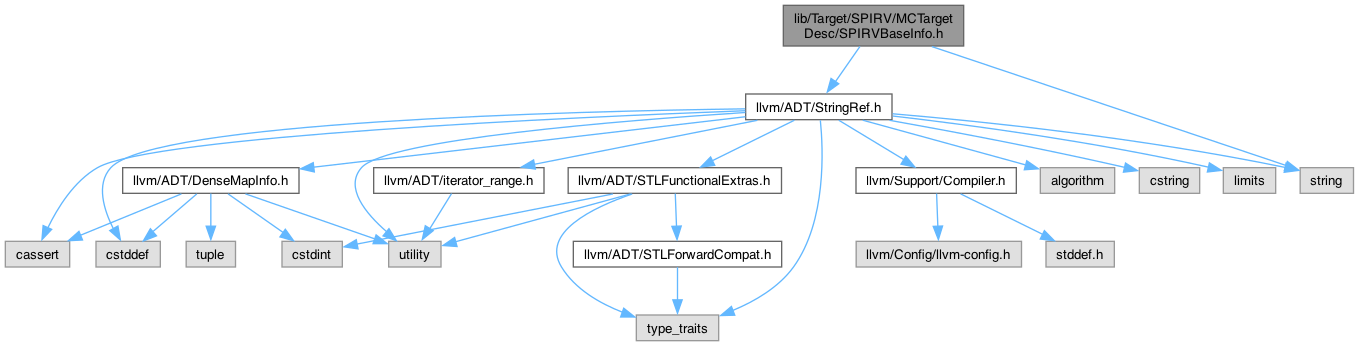 lib/Target/SPIRV/MCTarget
Desc/SPIRVBaseInfo.h
llvm/ADT/StringRef.h
llvm/ADT/DenseMapInfo.h
llvm/ADT/iterator_range.h
llvm/ADT/STLFunctionalExtras.h
llvm/Support/Compiler.h
algorithm
cstring
limits
string
cassert
cstddef
tuple
cstdint
utility
llvm/ADT/STLForwardCompat.h
llvm/Config/llvm-config.h
stddef.h
type_traits